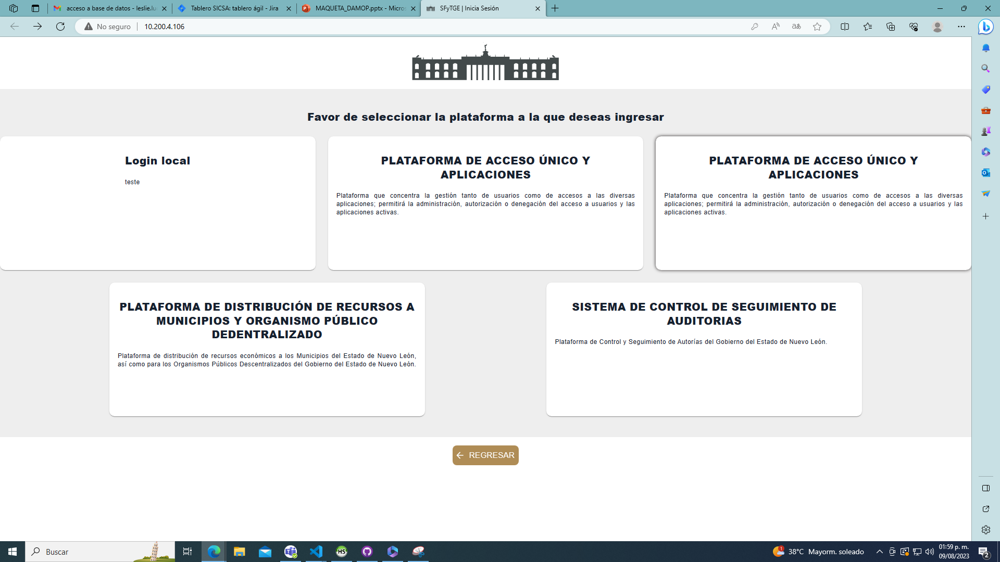 acceso a base de datos - leslie.lu
Tablero SICSA: tablero ágil - Jira
MAQUETA_DAMOP.pptx - Micros
SFyTGE | Inicia Sesión
No seguro
10.200.4.106
Favor de seleccionar la plataforma a la que deseas ingresar
Login local
teste
PLATAFORMA DE ACCESO ÚNICO Y
APLICACIONES
Plataforma que concentra la gestión tanto de usuarios como de accesos a las diversas
aplicaciones; permitirá la administración, autorización o denegación del acceso a usuarios y las
aplicaciones activas.
PLATAFORMA DE ACCESO ÚNICO Y
APLICACIONES
Plataforma que concentra la gestión tanto de usuarios como de accesos a las diversas
aplicaciones; permitirá la administración, autorización o denegación del acceso a usuarios y las
aplicaciones activas.
PLATAFORMA DE DISTRIBUCIÓN DE RECURSOS A
MUNICIPIOS Y ORGANISMO PÚBLICO
DEDENTRALIZADO
Plataforma de distribución de recursos económicos a los Municipios del Estado de Nuevo León,
así como para los Organismos Públicos Descentralizados del Gobierno del Estado de Nuevo León.
SISTEMA DE CONTROL DE SEGUIMIENTO DE
AUDITORIAS
Plataforma de Control y Seguimiento de Autorías del Gobierno del Estado de Nuevo León.
REGRESAR
Buscar
HS
1
38°C Mayorm. soleado
01:59 p. m.
09/08/2023
2